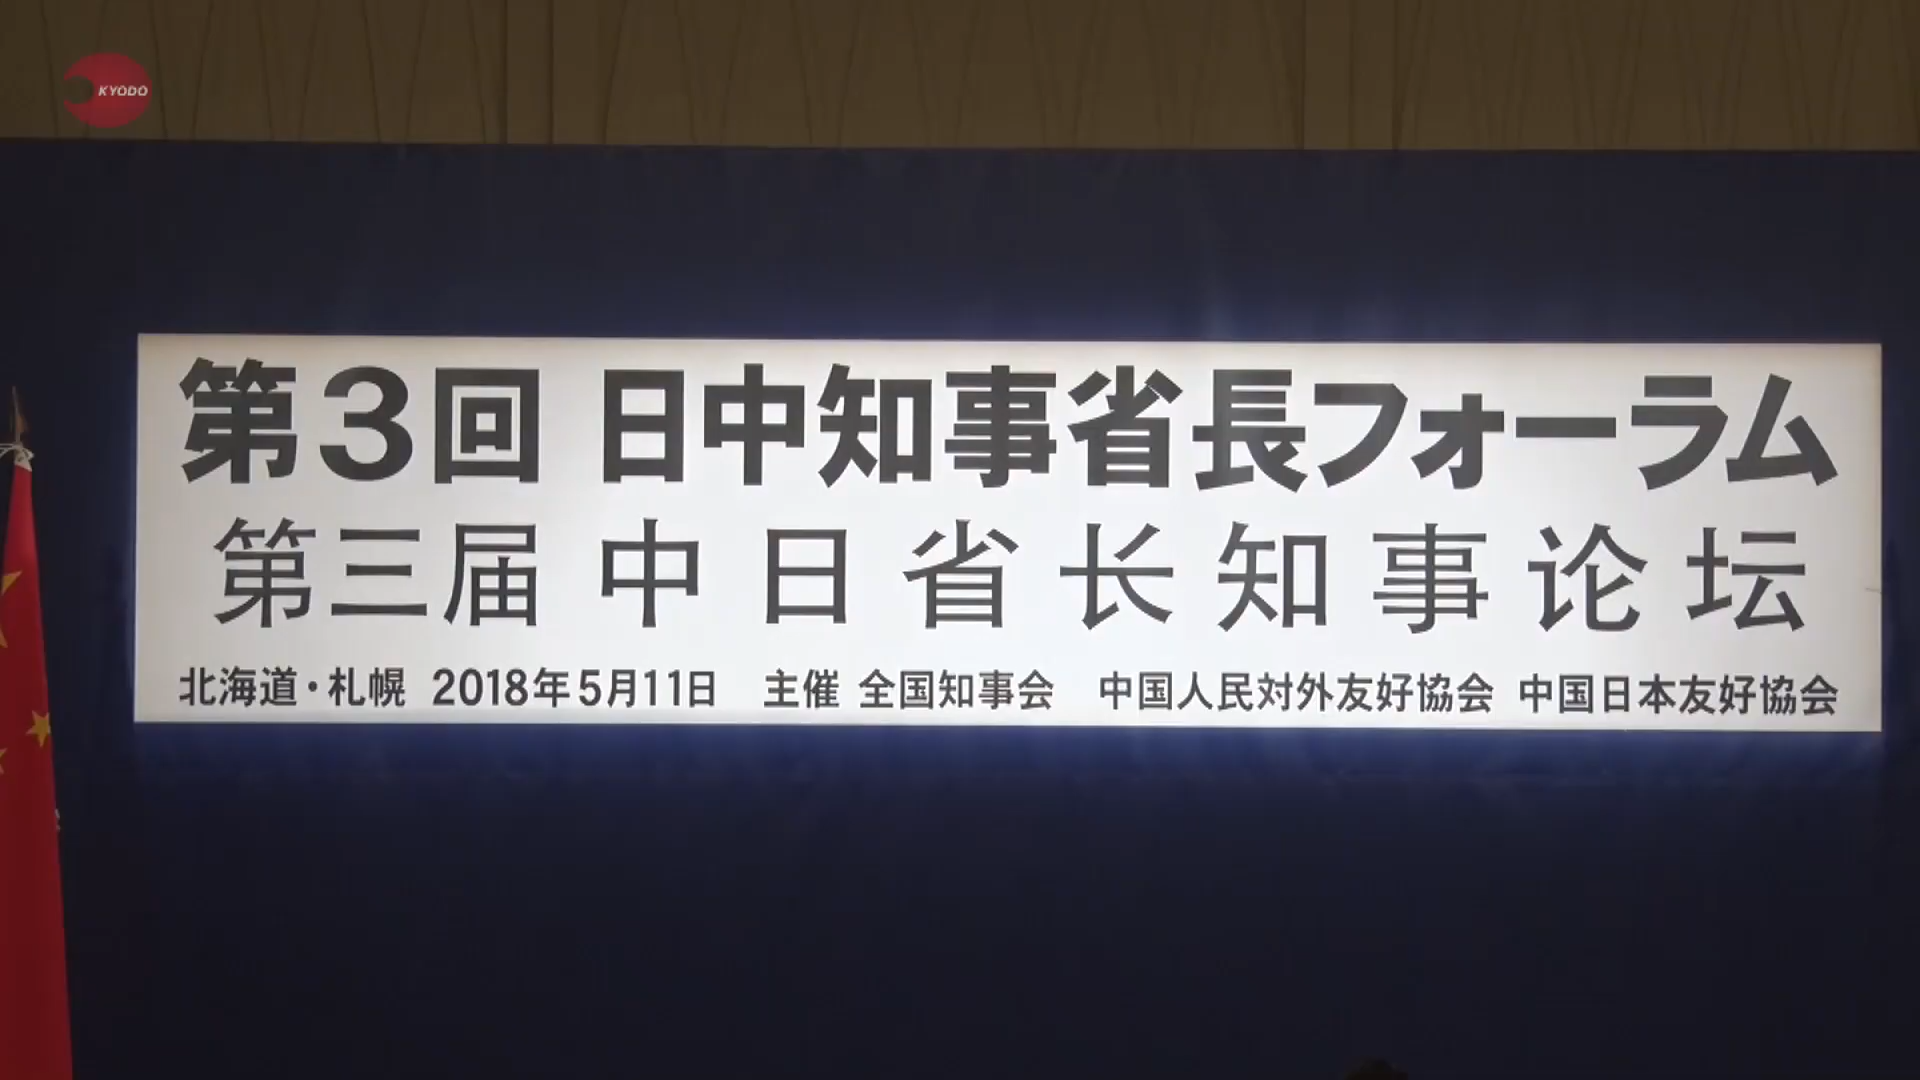 KYODO
第3回 日中知事省長フォーラム
第三届 中日省长知事论坛
北海道・札幌 2018年5月11日 主催 全国知事会 中国人民対外友好協会 中国日本友好協会